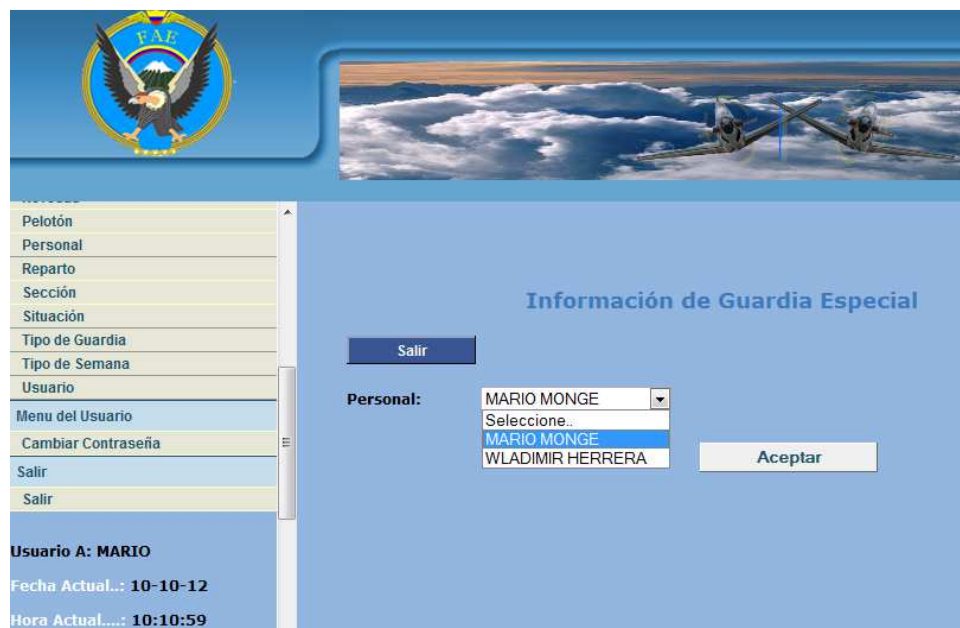 FAE
Pelotón
Personal
Reparto
Sección
Situación
Tipo de Guardia
Tipo de Semana
Usuario
Menu del Usuario
Cambiar Contraseña
Salir
Salir
Usuario A: MARIO
Fecha Actual..: 10-10-12
Hora Actual....: 10:10:59
Información de Guardia Especial
Salir
Personal:
MARIO MONGE
Seleccione..
MARIO MONGE
WLADIMIR HERRERA
Aceptar